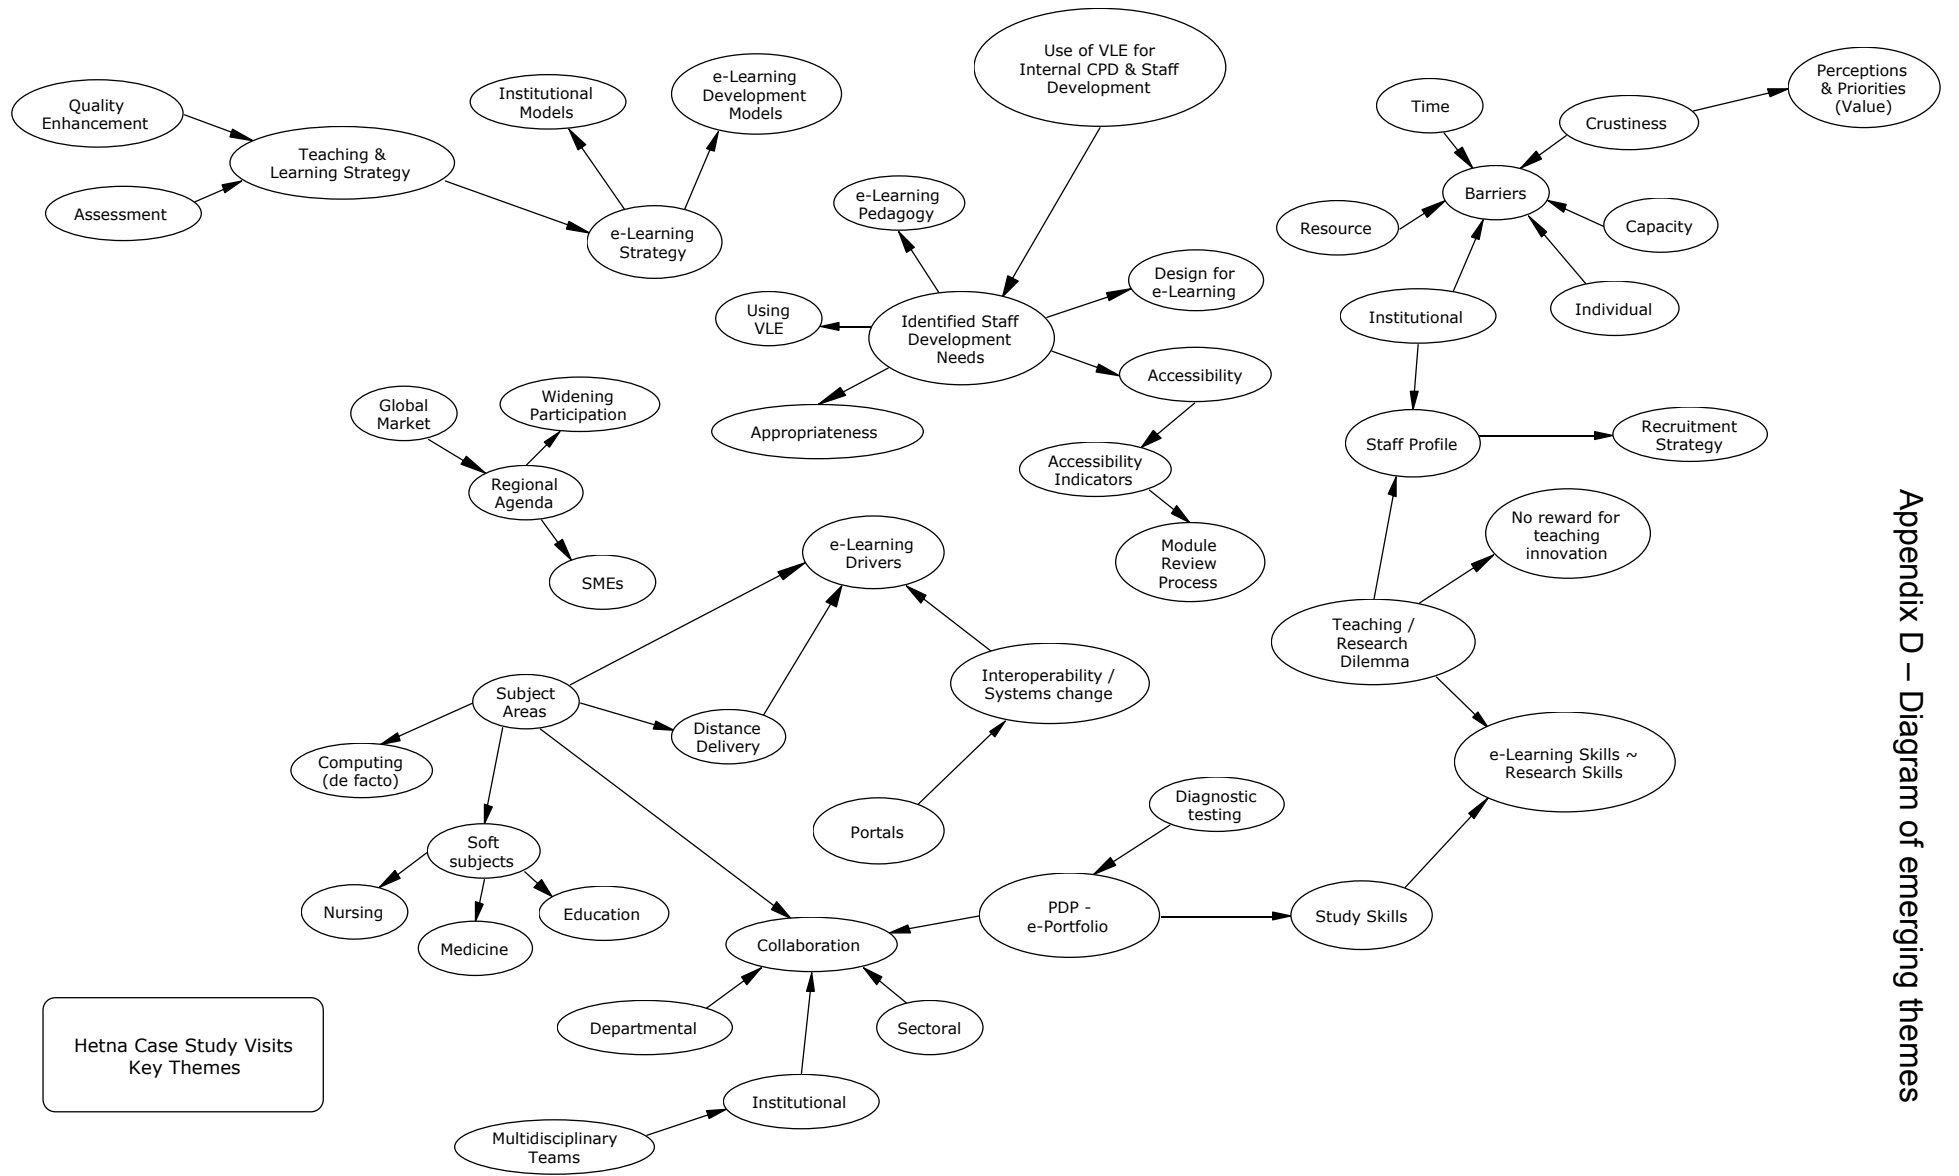 Quality
Enhancement
Assessment
Teaching &
Learning Strategy
Institutional
Models
e-Learning
Development
Models
e-Learning
Strategy
Use of VLE for
Internal CPD & Staff
Development
e-Learning
Pedagogy
Using
VLE
Identified Staff
Development
Needs
Design for
e-Learning
Accessibility
Appropriateness
Accessibility
Indicators
Module
Review
Process
Time
Crustiness
Perceptions
& Priorities
(Value)
Barriers
Resource
Capacity
Institutional
Individual
Staff Profile
Recruitment
Strategy
No reward for
teaching
innovation
Teaching /
Research
Dilemma
e-Learning Skills ~
Research Skills
Global
Market
Widening
Participation
Regional
Agenda
SMEs
e-Learning
Drivers
Interoperability /
Systems change
Subject
Areas
Distance
Delivery
Computing
(de facto)
Portals
Soft
subjects
Nursing
Medicine
Education
Diagnostic
testing
PDP -
e-Portfolio
Study Skills
Collaboration
Departmental
Sectoral
Institutional
Multidisciplinary
Teams
Hetna Case Study Visits
Key Themes
Appendix D – Diagram of emerging themes